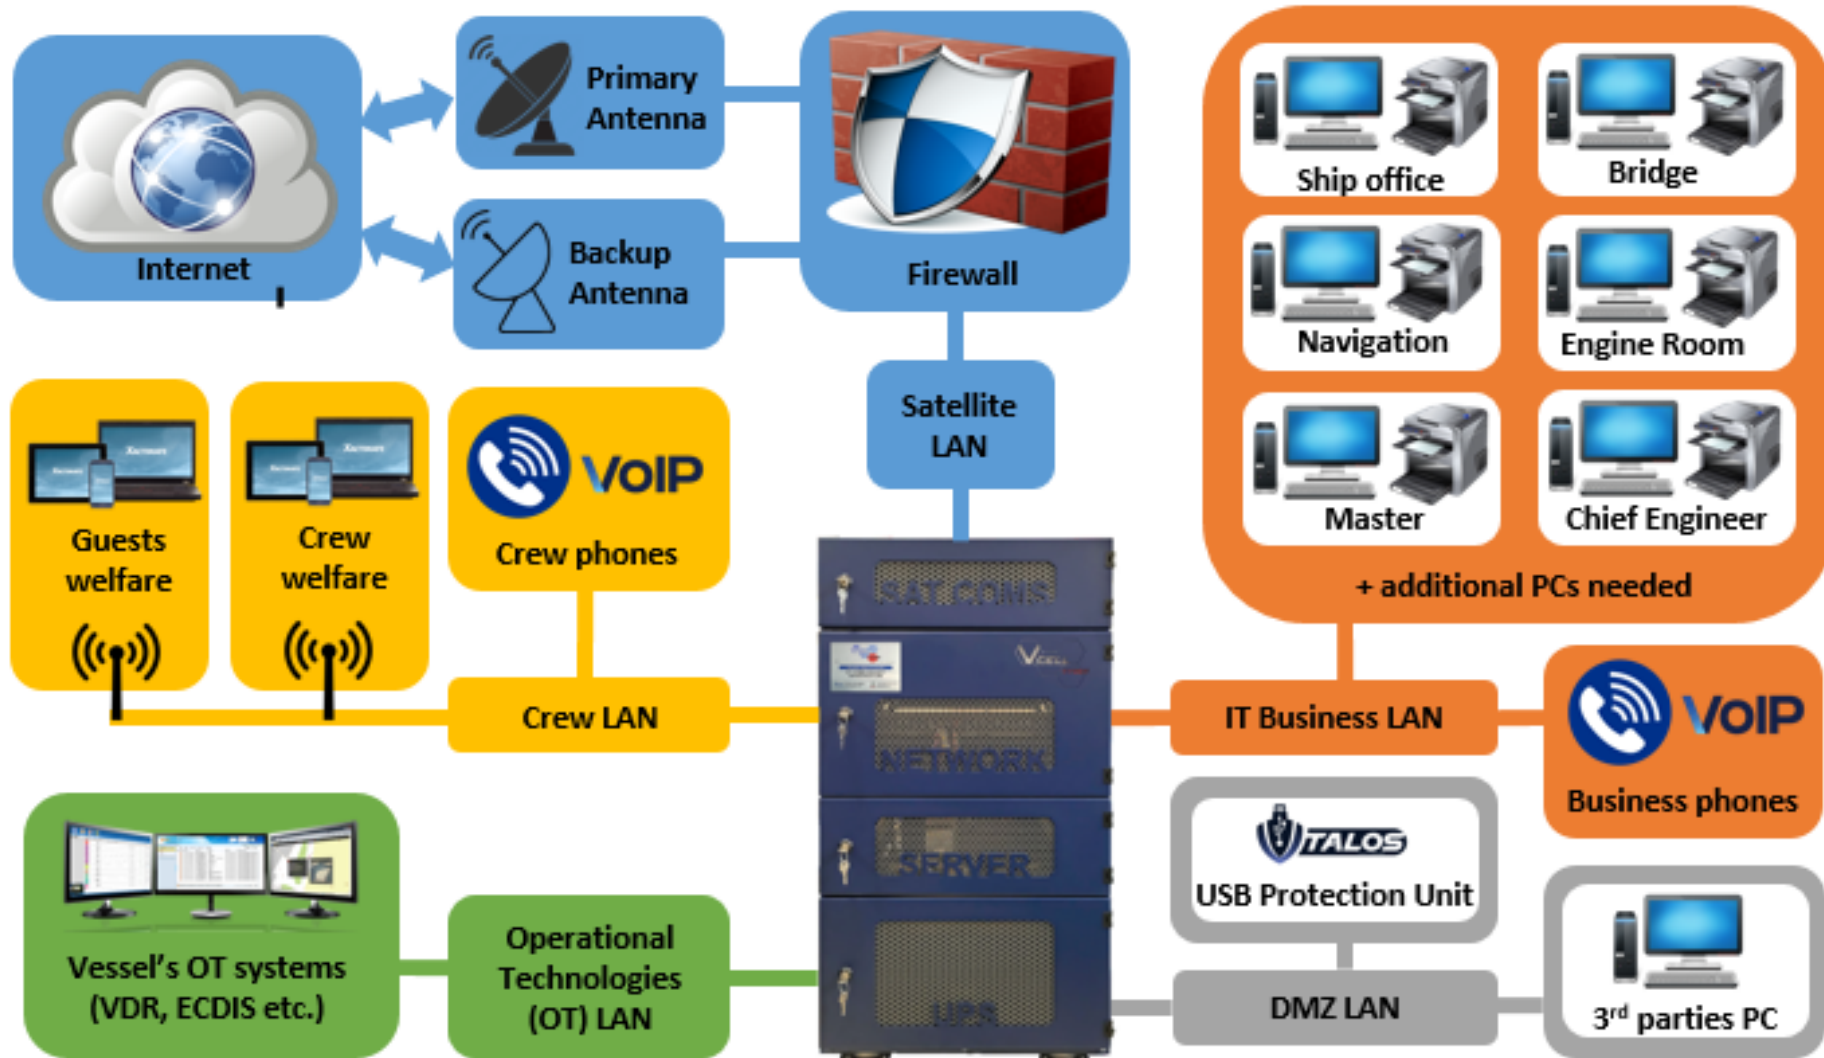 Internet
Primary
Antenna
Backup
Antenna
Firewall
Satellite
LAN
Ship office
Bridge
Navigation
Engine Room
Master
Chief Engineer
+ additional PCs needed
Guests
welfare
Crew
welfare
VoIP
Crew phones
Crew LAN
SAT COMS
VCELL
NETWORK
SERVER
UPS
IT Business LAN
VoIP
Business phones
TALOS
USB Protection Unit
DMZ LAN
3rd parties PC
Vessel's OT systems
(VDR, ECDIS etc.)
Operational
Technologies
(OT) LAN